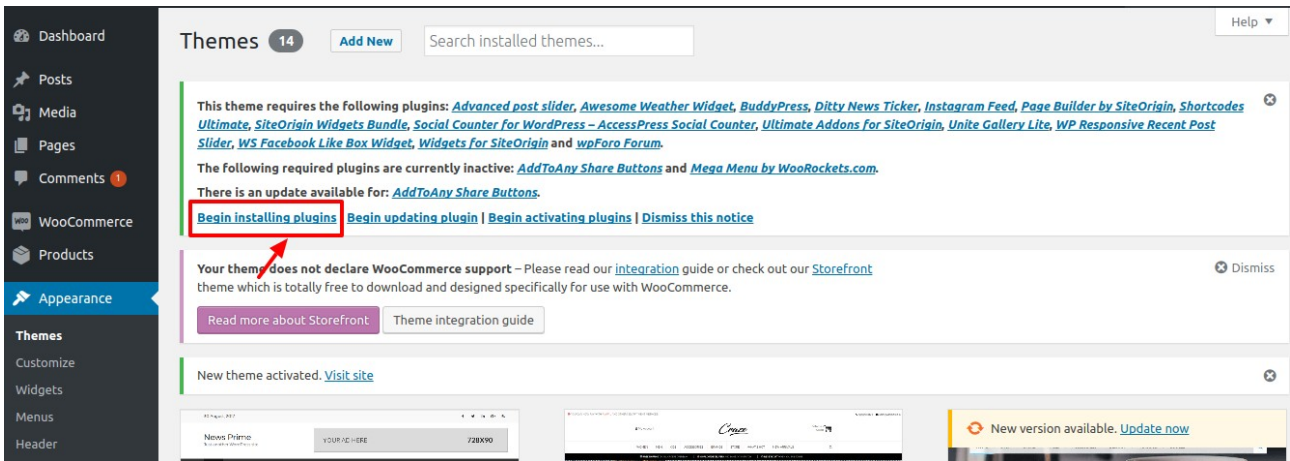 Help ▼
Dashboard
Themes 14 Add New Search installed themes...
Posts
Media
Pages
Comments 1
WooCommerce
Products
Appearance
Themes
Customize
Widgets
Menus
Header
This theme requires the following plugins: Advanced post slider, Awesome Weather Widget, BuddyPress, Ditty News Ticker, Instagram Feed, Page Builder by SiteOrigin, Shortcodes
Ultimate, SiteOrigin Widgets Bundle, Social Counter for WordPress – AccessPress Social Counter, Ultimate Addons for SiteOrigin, Unite Gallery Lite, WP Responsive Recent Post
Slider, WS Facebook Like Box Widget, Widgets for SiteOrigin and wpForo Forum.
The following required plugins are currently inactive: AddToAny Share Buttons and Mega Menu by WooRockets.com.
There is an update available for: AddToAny Share Buttons.
Begin installing plugins | Begin updating plugin | Begin activating plugins | Dismiss this notice
Your theme does not declare WooCommerce support – Please read our integration guide or check out our Storefront
theme which is totally free to download and designed specifically for use with WooCommerce.
Dismiss
Read more about Storefront Theme integration guide
New theme activated. Visit site
News Prime
YOUR AD HERE 728X90
New version available. Update now